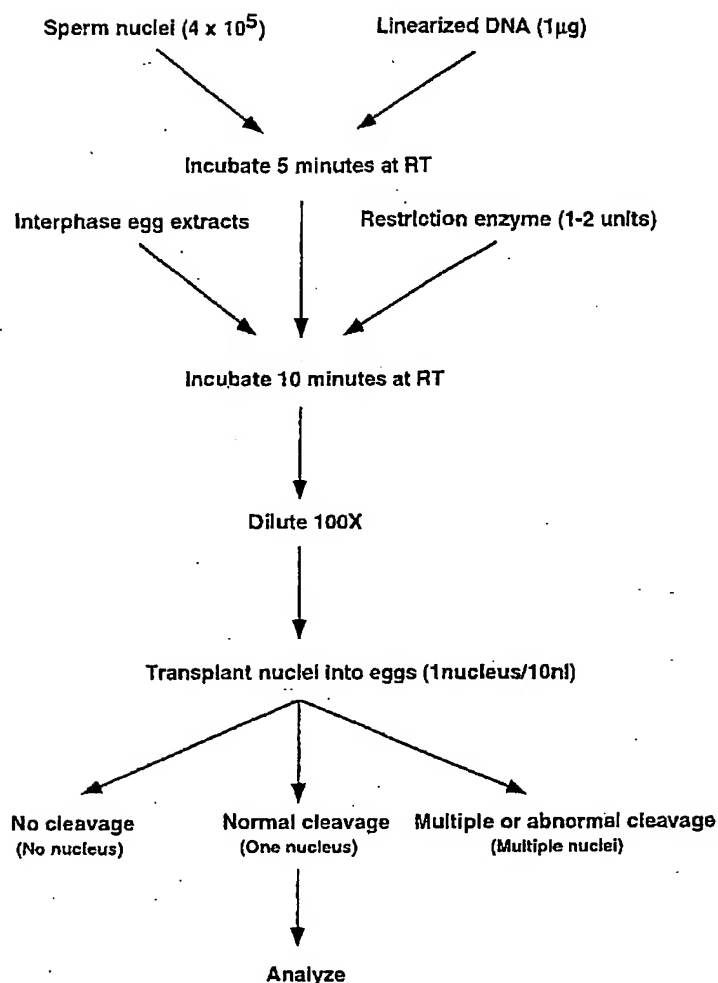 Sperm nuclei (4 x 10⁵)
Linearized DNA (1µg)
Incubate 5 minutes at RT
Interphase egg extracts
Restriction enzyme (1-2 units)
Incubate 10 minutes at RT
Dilute 100X
Transplant nuclei into eggs (1nucleus/10nl)
No cleavage
(No nucleus)
Normal cleavage
(One nucleus)
Multiple or abnormal cleavage
(Multiple nuclei)
Analyze